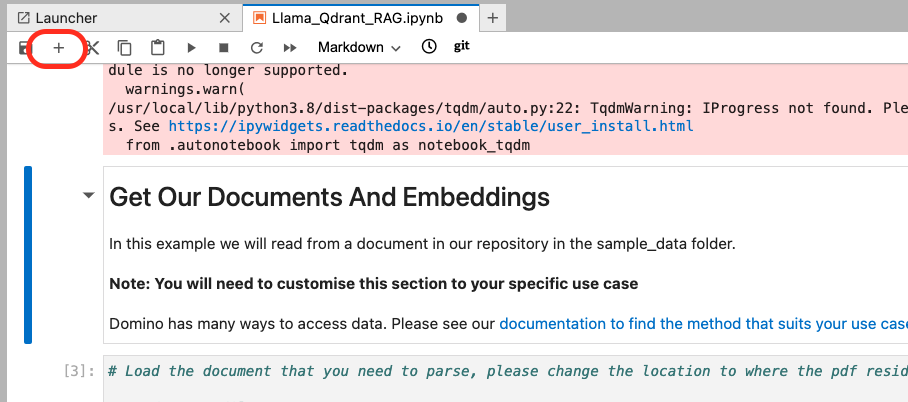 Launcher
Llama_Qdrant_RAG.ipynb
Markdown
git
dule is no longer supported.
warnings.warn(
/usr/local/lib/python3.8/dist-packages/tqdm/auto.py:22: TqdmWarning: IProgress not found.
s. See https://ipywidgets.readthedocs.io/en/stable/user_install.html
from .autonotebook import tqdm as notebook_tqdm
Get Our Documents And Embeddings
In this example we will read from a document in our repository in the sample_data folder.
Note: You will need to customise this section to your specific use case
Domino has many ways to access data. Please see our documentation to find the method that suits your use case
[3]: # Load the document that you need to parse, please change the location to where the pdf